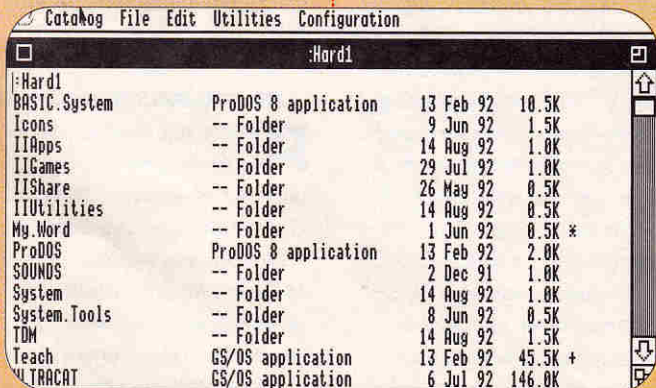 Catalog File Edit Utilities Configuration
:Hard1
:Hard1
BASIC.System ProDOS 8 application 13 Feb 92 10.5K
Icons -- Folder 9 Jun 92 1.5K
IIApps -- Folder 14 Aug 92 1.0K
IIGames -- Folder 29 Jul 92 1.0K
IIShare -- Folder 26 May 92 0.5K
IIUtilities -- Folder 14 Aug 92 0.5K
My.Word -- Folder 1 Jun 92 0.5K *
ProDOS ProDOS 8 application 13 Feb 92 2.0K
SOUNDS -- Folder 2 Dec 91 1.0K
System -- Folder 14 Aug 92 1.0K
System.Tools -- Folder 8 Jun 92 0.5K
TDM -- Folder 14 Aug 92 1.5K
Teach GS/OS application 13 Feb 92 45.5K +
ULTRACAT GS/OS application 6 Jul 92 146.0K